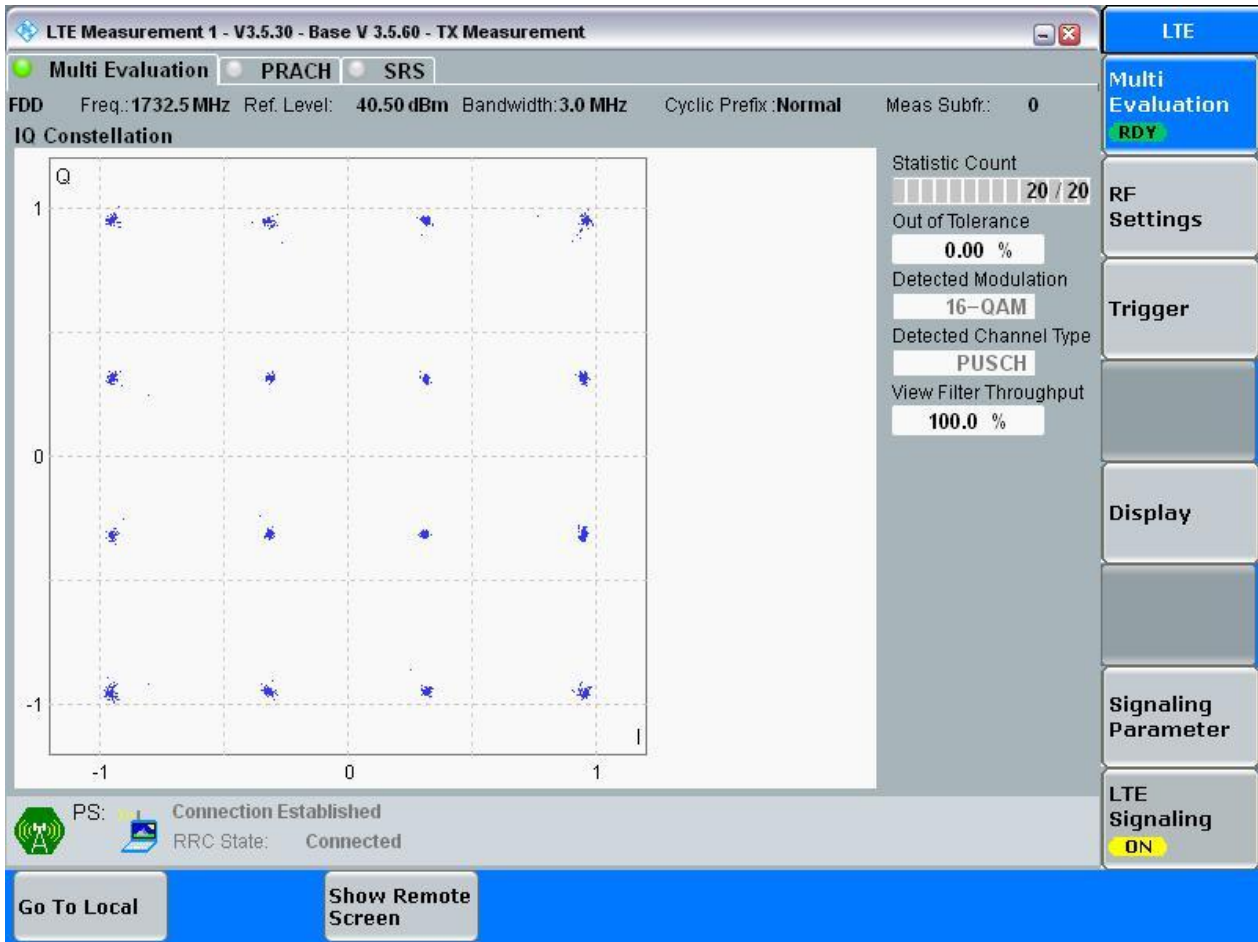 LTE Measurement 1 - V3.5.30 - Base V 3.5.60 - TX Measurement
LTE
Multi Evaluation PRACH SRS
Multi
Evaluation
RDY
FDD Freq.: 1732.5 MHz Ref. Level: 40.50 dBm Bandwidth: 3.0 MHz Cyclic Prefix : Normal Meas Subfr.: 0
IQ Constellation
Q
1
0
-1
-1 0 1
I
Statistic Count
20 / 20
Out of Tolerance
0.00 %
Detected Modulation
16-QAM
Detected Channel Type
PUSCH
View Filter Throughput
100.0 %
RF
Settings
Trigger
Display
Signaling
Parameter
LTE
Signaling
ON
PS: Connection Established
RRC State: Connected
Go To Local
Show Remote
Screen